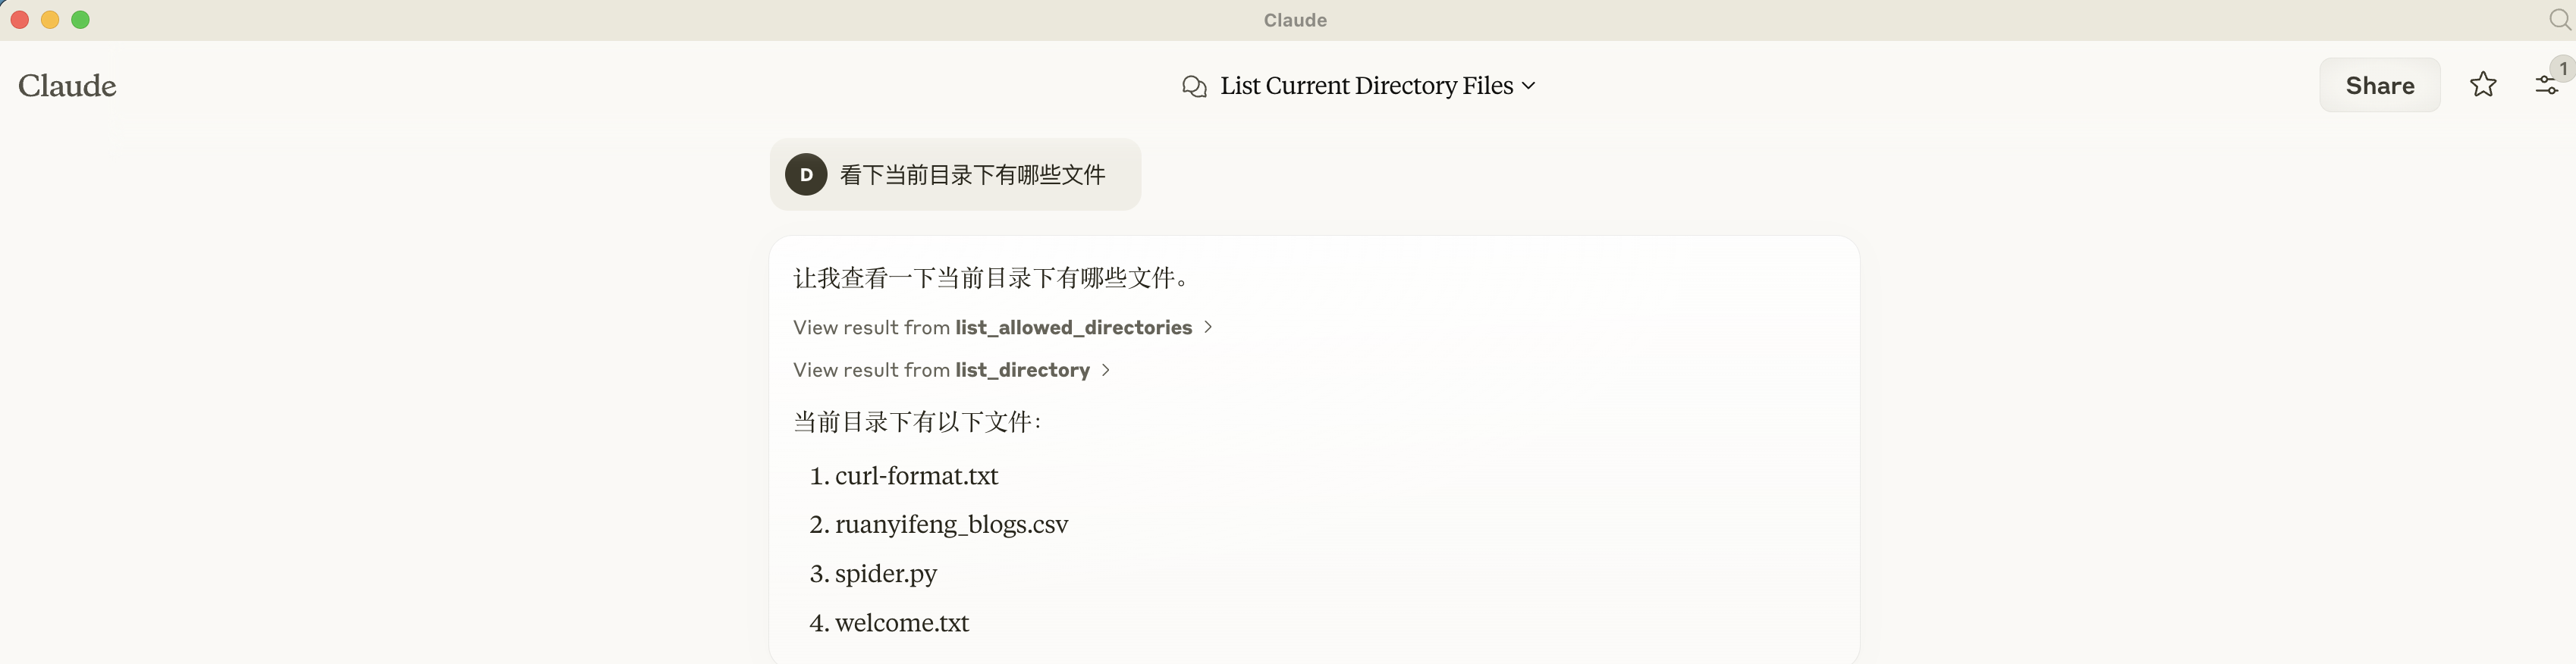 Claude
Claude
List Current Directory Files
Share
1
D 看下当前目录下有哪些文件
让我查看一下当前目录下有哪些文件。
View result from list_allowed_directories
View result from list_directory
当前目录下有以下文件：
1. curl-format.txt
2. ruanyifeng_blogs.csv
3. spider.py
4. welcome.txt